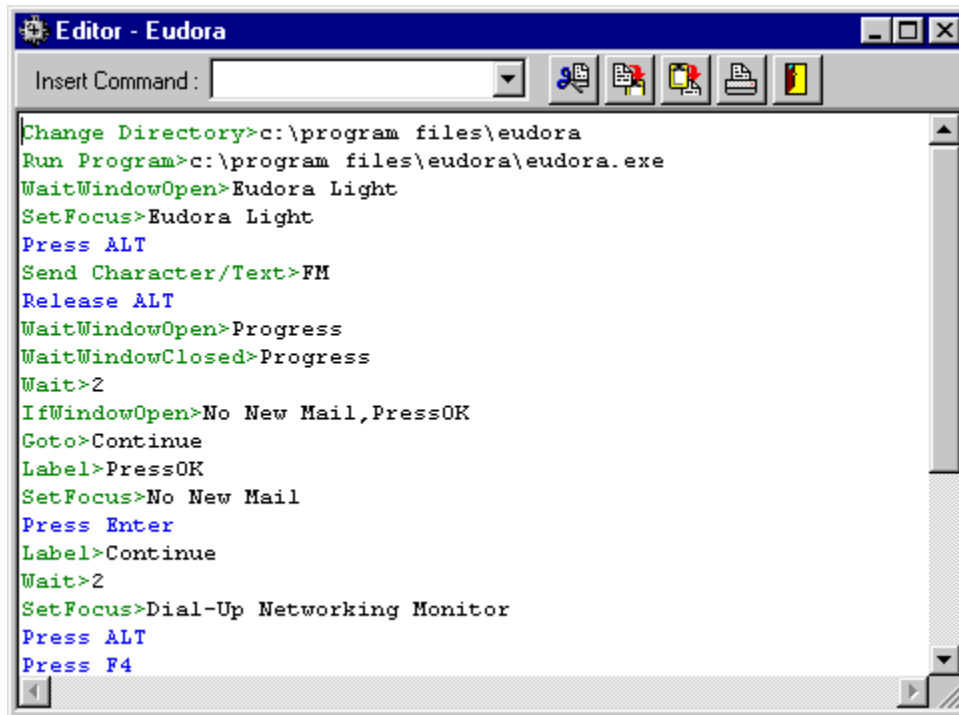 Editor - Eudora
Insert Command :
Change Directory>c:\program files\eudora
Run Program>c:\program files\eudora\eudora.exe
WaitWindowOpen>Eudora Light
SetFocus>Eudora Light
Press ALT
Send Character/Text>FM
Release ALT
WaitWindowOpen>Progress
WaitWindowClosed>Progress
Wait>2
IfWindowOpen>No New Mail,PressOK
Goto>Continue
Label>PressOK
SetFocus>No New Mail
Press Enter
Label>Continue
Wait>2
SetFocus>Dial-Up Networking Monitor
Press ALT
Press F4